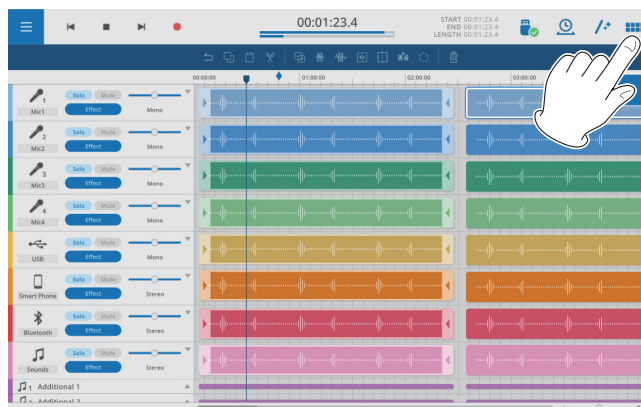 00:01:23.4
START 00:01:23.4
END 00:01:23.4
LENGTH 00:01:23.4
00:00:00 01:00:00 02:00:00 03:00:00
1 Solo Mute
Mic1 Effect Mono
2 Solo Mute
Mic2 Effect Mono
3 Solo Mute
Mic3 Effect Mono
4 Solo Mute
Mic4 Effect Mono
Solo Mute
USB Effect Mono
Solo Mute
Smart Phone Effect Stereo
Solo Mute
Bluetooth Effect Stereo
Solo Mute
Sounds Effect Stereo
1 Additional 1
2 Additional 2